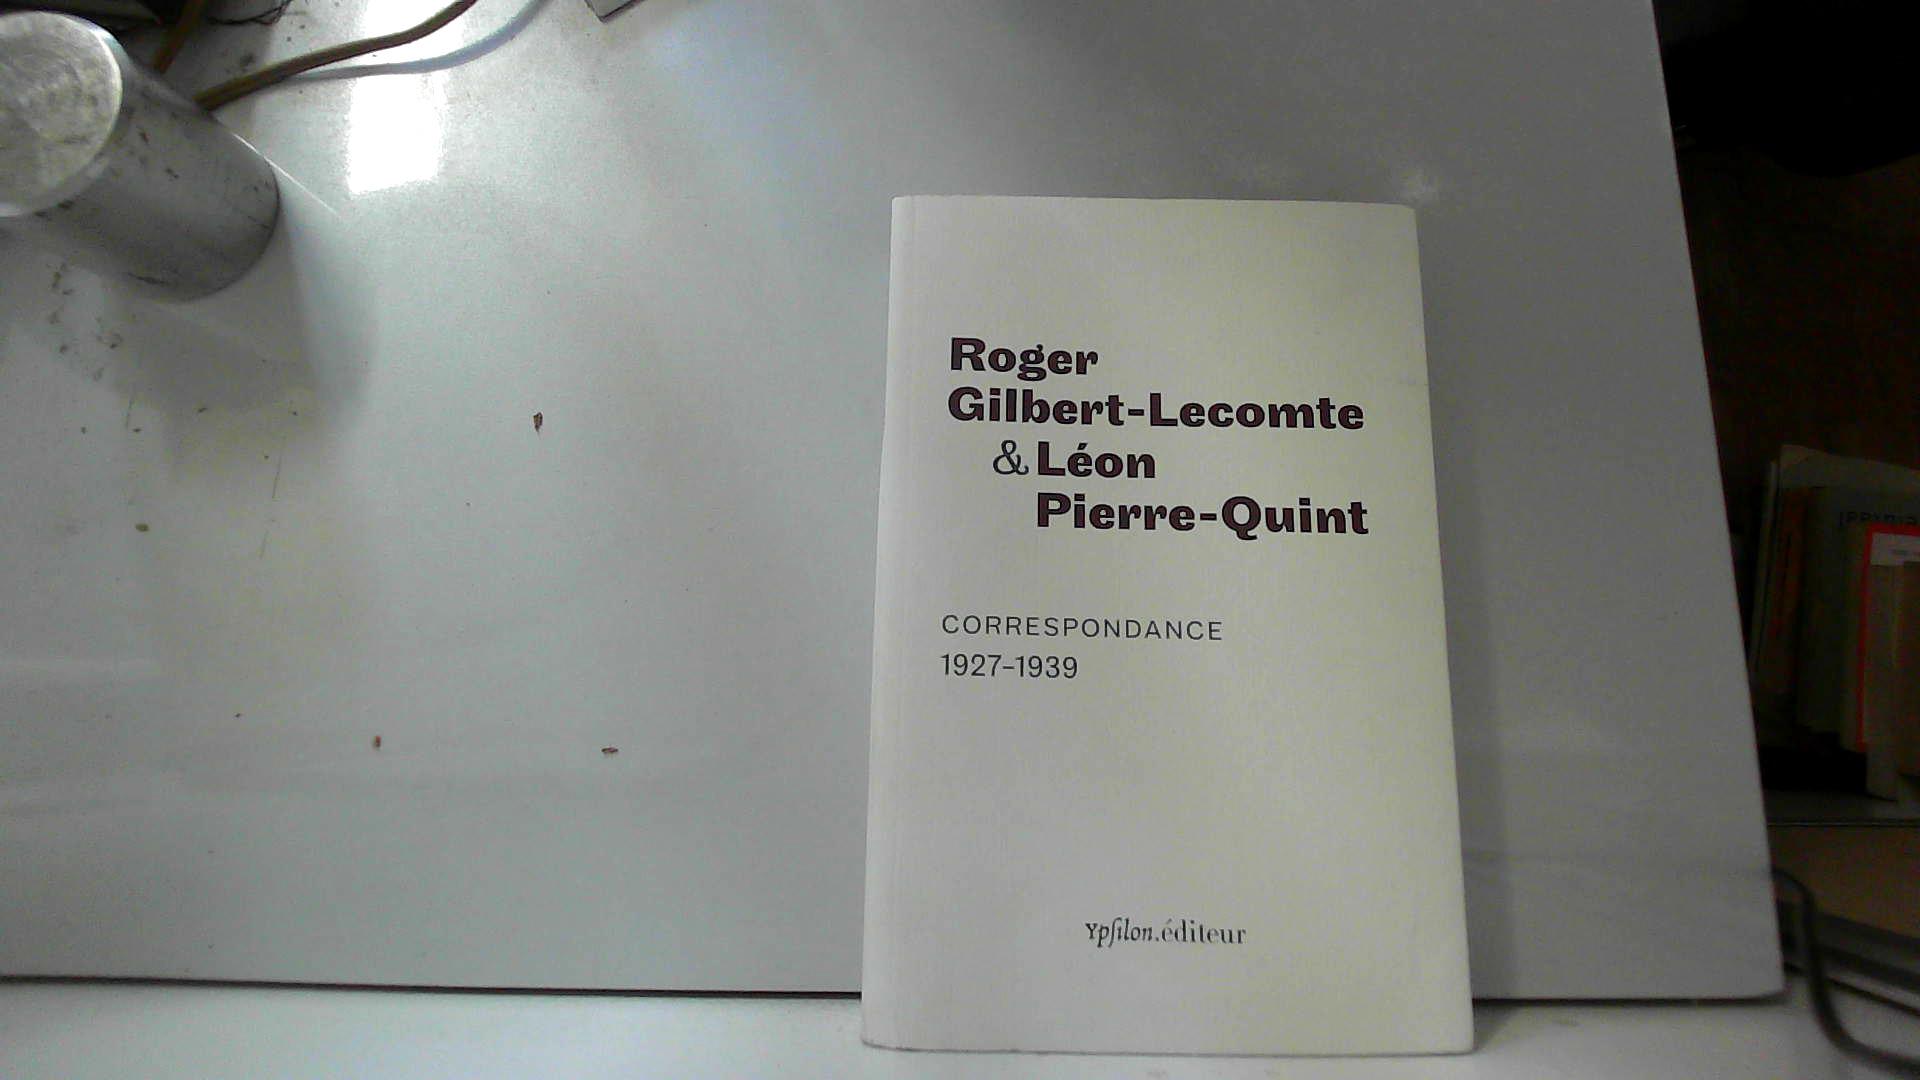 Roger
Gilbert-Lecomte
& Léon
Pierre-Quint
CORRESPONDANCE
1927–1939
Ypſilon.éditeur